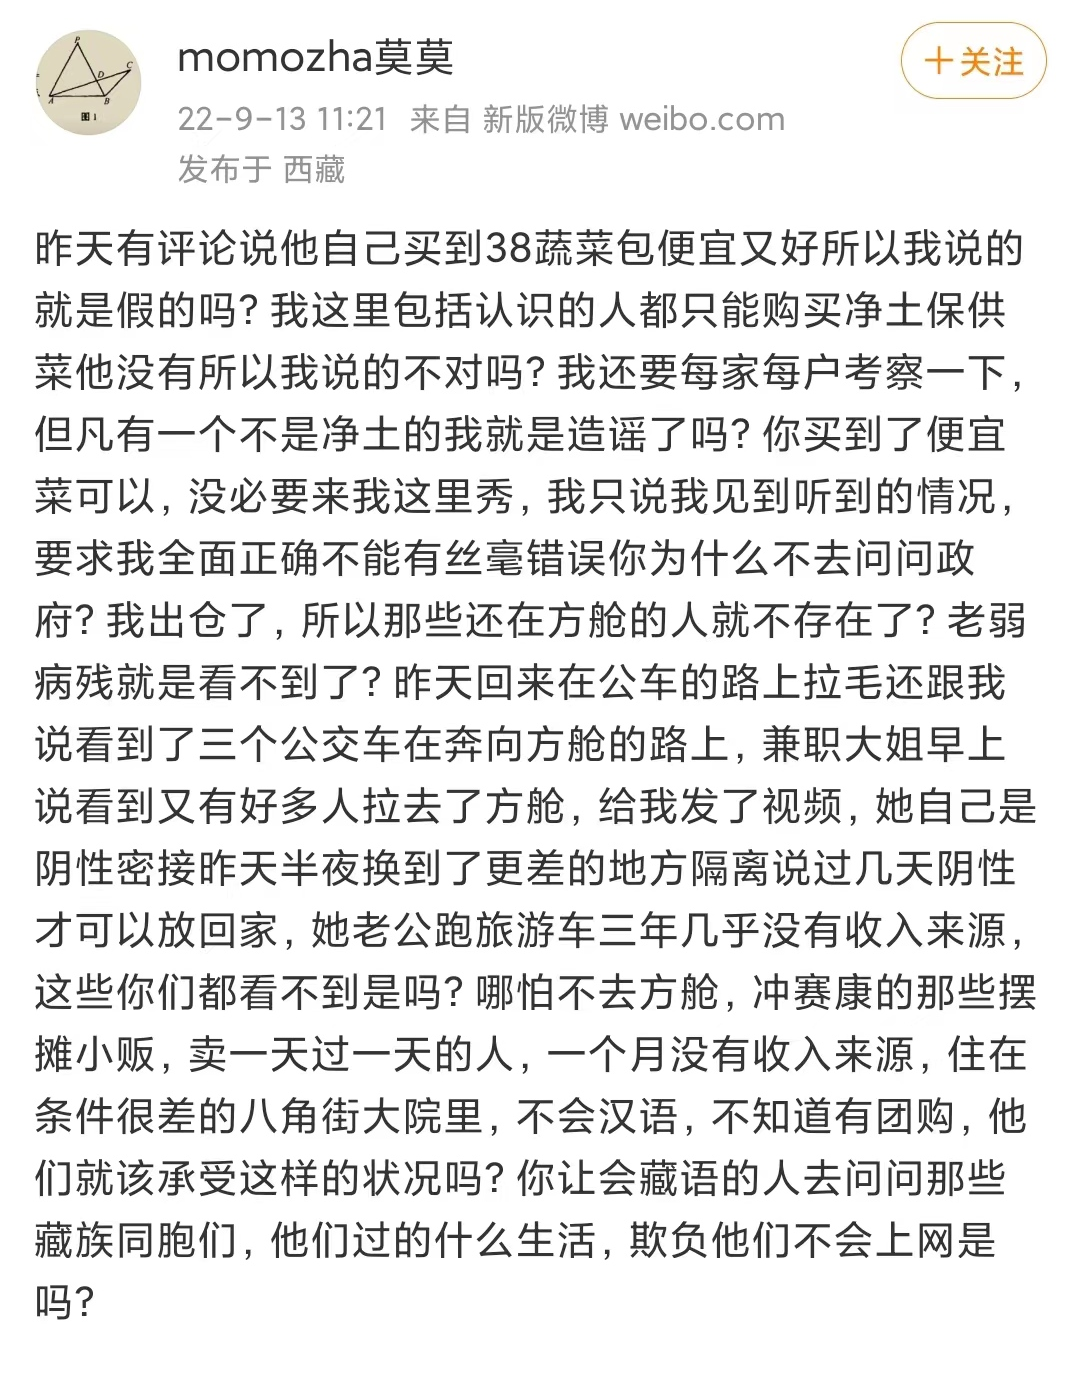 P
C
D
A
B
图1
momozha莫莫
22-9-13 11:21 来自 新版微博 weibo.com
发布于 西藏
十关注
昨天有评论说他自己买到38蔬菜包便宜又好所以我说的
就是假的吗？我这里包括认识的人都只能购买净土保供
菜他没有所以我说的不对吗？我还要每家每户考察一下，
但凡有一个不是净土的我就是造谣了吗？你买到了便宜
菜可以，没必要来我这里秀，我只说我见到听到的情况，
要求我全面正确不能有丝毫错误你为什么不去问问政
府？我出仓了，所以那些还在方舱的人就不存在了？老弱
病残就是看不到了？昨天回来在公车的路上拉毛还跟我
说看到了三个公交车在奔向方舱的路上，兼职大姐早上
说看到又有好多人拉去了方舱，给我发了视频，她自己是
阴性密接昨天半夜换到了更差的地方隔离说过几天阴性
才可以放回家，她老公跑旅游车三年几乎没有收入来源，
这些你们都看不到是吗？哪怕不去方舱，冲赛康的那些摆
摊小贩，卖一天过一天的人，一个月没有收入来源，住在
条件很差的八角街大院里，不会汉语，不知道有团购，他
们就该承受这样的状况吗？你让会藏语的人去问问那些
藏族同胞们，他们过的什么生活，欺负他们不会上网是
吗？